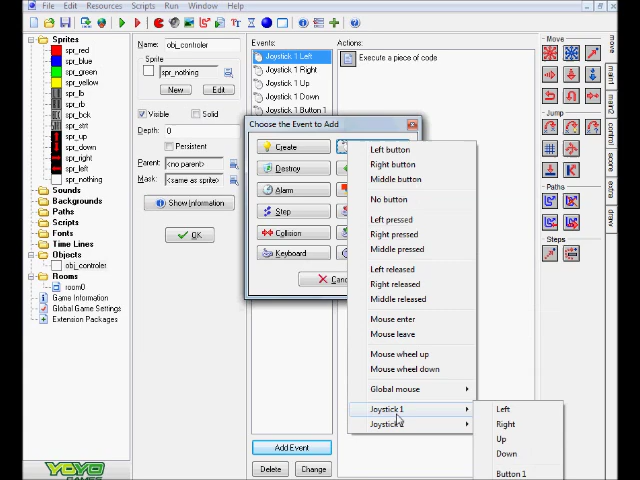 File Edit Resources Scripts Run Window Help
Sprites
spr_red
spr_blue
spr_green
spr_yellow
spr_lb
spr_rb
spr_bck
spr_strt
spr_up
spr_down
spr_right
spr_left
spr_nothing
Sounds
Backgrounds
Paths
Scripts
Fonts
Time Lines
Objects
obj_controler
Rooms
room0
Game Information
Global Game Settings
Extension Packages
YOYO
GAMES
Name: obj_controler
Sprite
spr_nothing
New Edit
Visible Solid
Depth: 0
Persistent
Parent: <no parent>
Mask: <same as sprite>
Show Information
OK
Events:
Joystick 1 Left
Joystick 1 Right
Joystick 1 Up
Joystick 1 Down
Joystick 1 Button 1
Add Event
Delete Change
Actions:
Execute a piece of code
Choose the Event to Add
Create
Destroy
Alarm
Step
Collision
Keyboard
Left button
Right button
Middle button
No button
Left pressed
Right pressed
Middle pressed
Left released
Right released
Middle released
Mouse enter
Mouse leave
Mouse wheel up
Mouse wheel down
Global mouse
Joystick 1
Left
Right
Up
Down
Button 1
Move
Jump
Paths
Steps
move
main1
main2
control
score
extra
draw